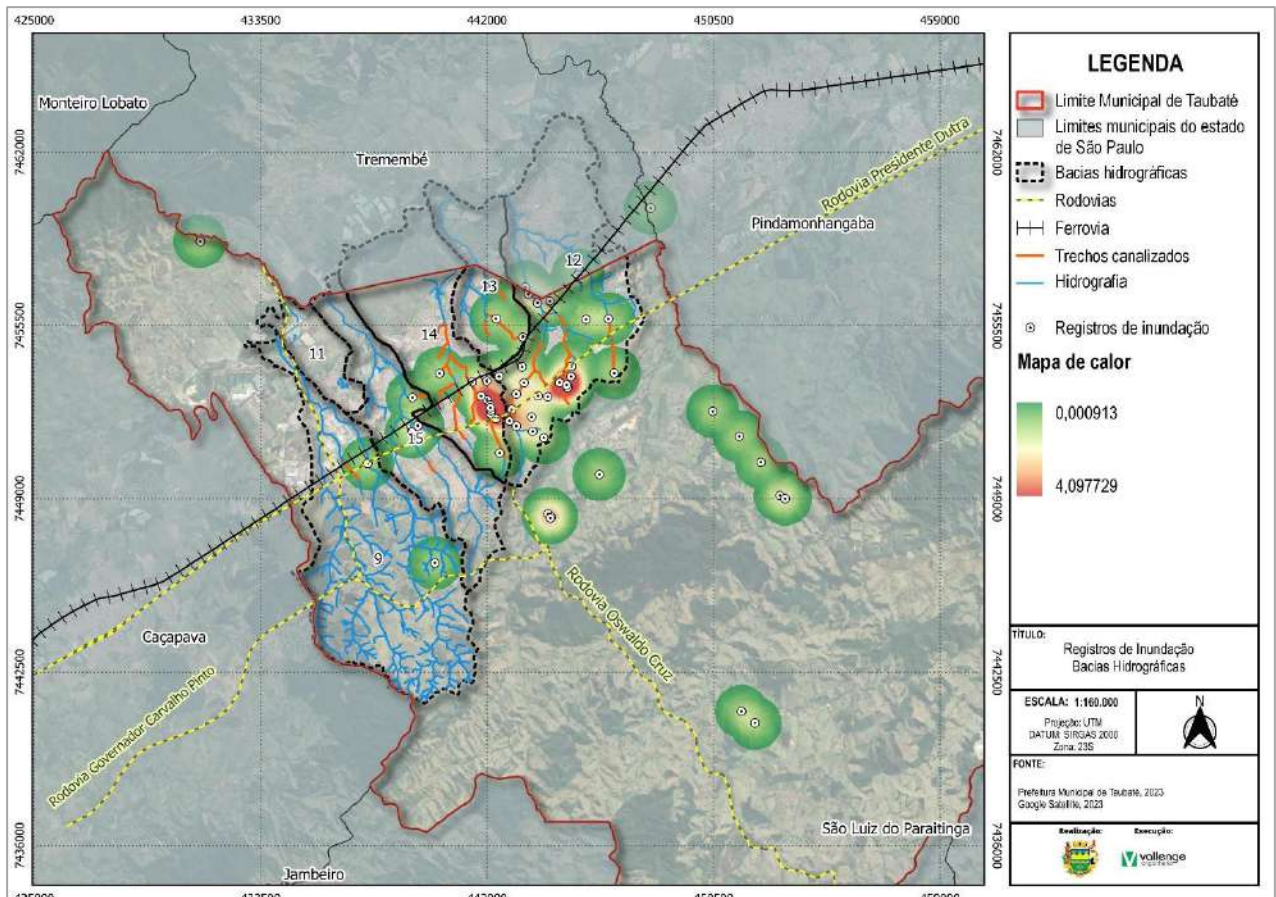 425000
433500
442000
450500
459000
Monteiro Lobato
Tremembé
Pindamonhangaba
Rodovia Presidente Dutra
7462000
7462000
12
13
7455500
7455500
14
11
15
7449000
7449000
9
Rodovia Oswaldo Cruz
Caçapava
7442500
7442500
Rodovia Governador Carvalho Pinto
São Luiz do Paraitinga
7436000
7436000
Jambeiro
425000
433500
442000
450500
459000
LEGENDA
Limite Municipal de Taubaté
Limites municipais do estado
de São Paulo
Bacias hidrográficas
Rodovias
Ferrovia
Trechos canalizados
Hidrografia
Registros de inundação
Mapa de calor
0,000913
4,097729
TÍTULO:
Registros de Inundação
Bacias Hidrográficas
ESCALA: 1:160.000
Projeção: UTM
DATUM: SIRGAS 2000
Zona: 23S
N
FONTE:
Prefeitura Municipal de Taubaté, 2023
Google Satellite, 2023
Realização:
Execução:
vallenge